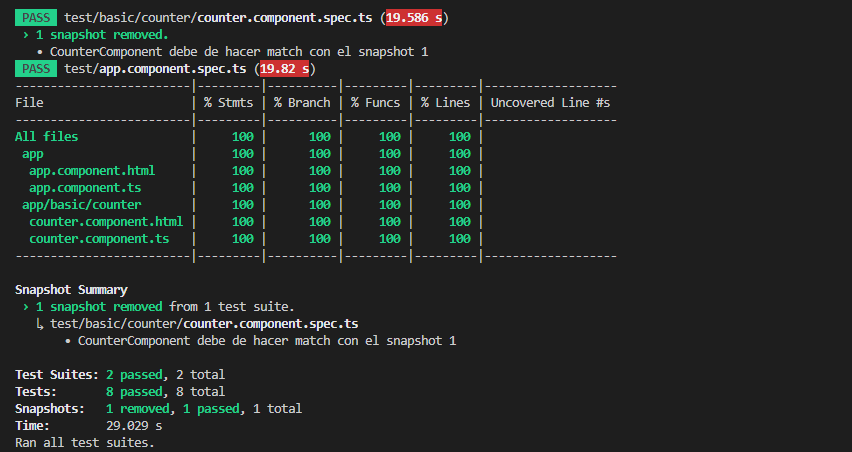 PASS test/basic/counter/counter.component.spec.ts (19.586 s)
› 1 snapshot removed.
• CounterComponent debe de hacer match con el snapshot 1
PASS test/app.component.spec.ts (19.82 s)
-------------------------|---------|----------|---------|---------|-------------------
File | % Stmts | % Branch | % Funcs | % Lines | Uncovered Line #s
-------------------------|---------|----------|---------|---------|-------------------
All files | 100 | 100 | 100 | 100 |
app | 100 | 100 | 100 | 100 |
app.component.html | 100 | 100 | 100 | 100 |
app.component.ts | 100 | 100 | 100 | 100 |
app/basic/counter | 100 | 100 | 100 | 100 |
counter.component.html | 100 | 100 | 100 | 100 |
counter.component.ts | 100 | 100 | 100 | 100 |
-------------------------|---------|----------|---------|---------|-------------------
Snapshot Summary
› 1 snapshot removed from 1 test suite.
↳ test/basic/counter/counter.component.spec.ts
• CounterComponent debe de hacer match con el snapshot 1
Test Suites: 2 passed, 2 total
Tests: 8 passed, 8 total
Snapshots: 1 removed, 1 passed, 1 total
Time: 29.029 s
Ran all test suites.